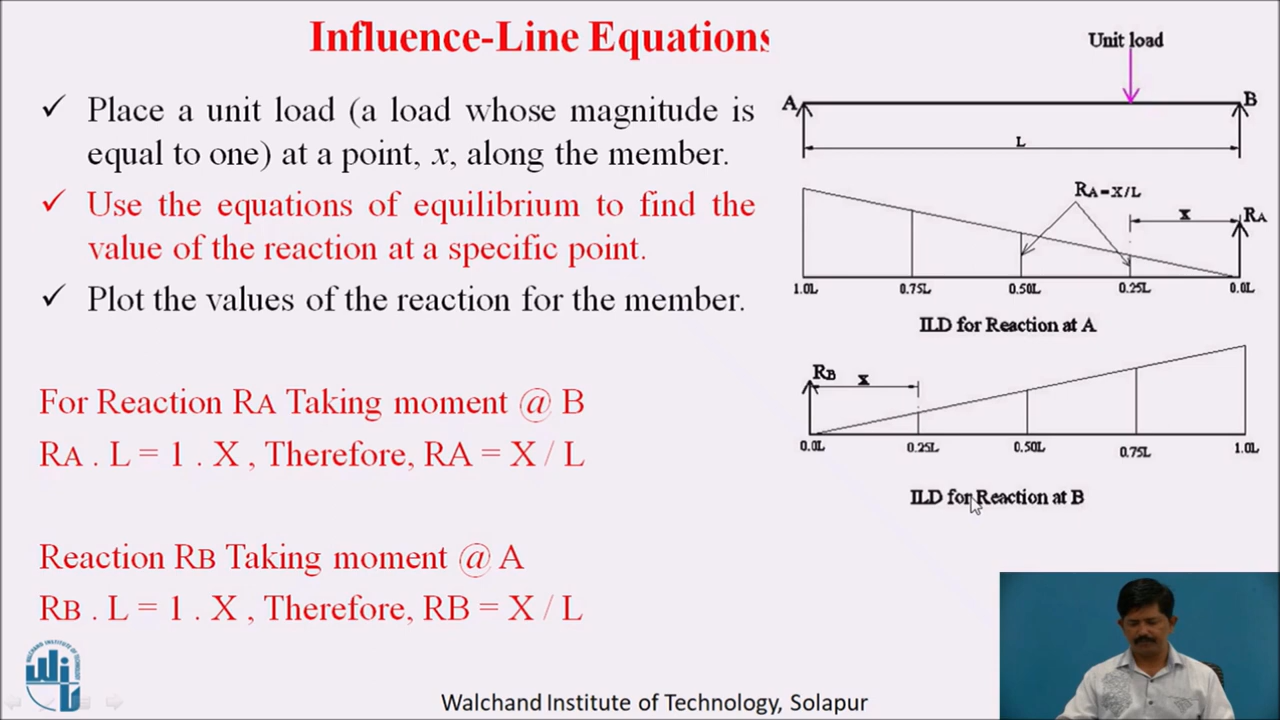 Influence-Line Equations
✓ Place a unit load (a load whose magnitude is
equal to one) at a point, x, along the member.
✓ Use the equations of equilibrium to find the
value of the reaction at a specific point.
✓ Plot the values of the reaction for the member.
For Reaction RA Taking moment @ B
RA . L = 1 . X , Therefore, RA = X / L
Reaction RB Taking moment @ A
RB . L = 1 . X , Therefore, RB = X / L
Unit load
A B
L
RA = X/L
x RA
1.0L 0.75L 0.50L 0.25L 0.0L
ILD for Reaction at A
RB x
0.0L 0.25L 0.50L 0.75L 1.0L
ILD for Reaction at B
WALCHAND INSTITUTE OF TECHNOLOGY
WIT
Walchand Institute of Technology, Solapur